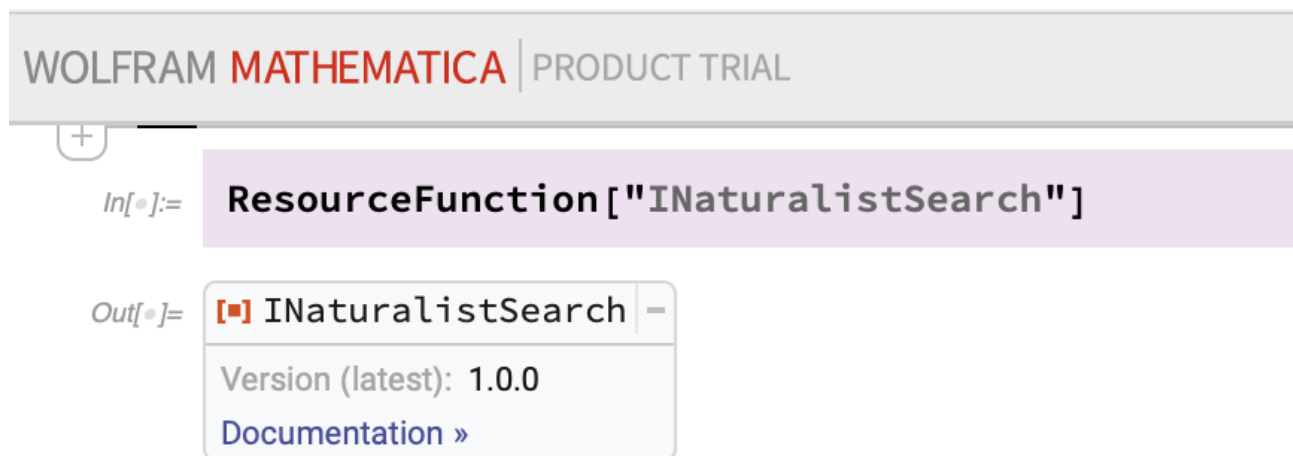 WOLFRAM MATHEMATICA | PRODUCT TRIAL
+
In[•]:= ResourceFunction["INaturalistSearch"]
Out[•]= [▪] INaturalistSearch –
Version (latest): 1.0.0
Documentation »